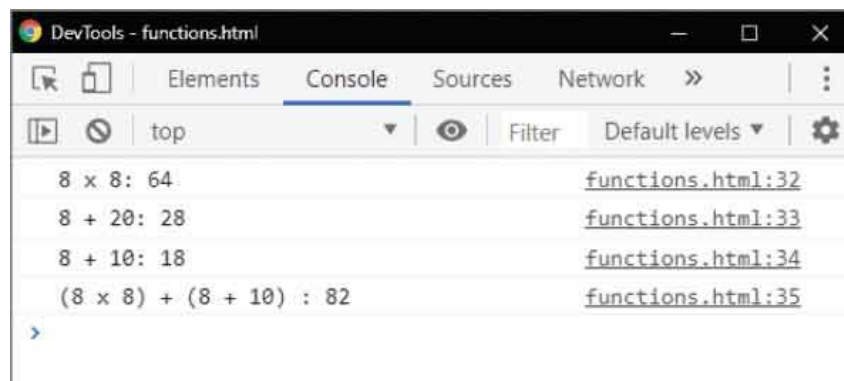 DevTools - functions.html
Elements Console Sources Network »
top Filter Default levels
8 x 8: 64 functions.html:32
8 + 20: 28 functions.html:33
8 + 10: 18 functions.html:34
(8 x 8) + (8 + 10) : 82 functions.html:35
>